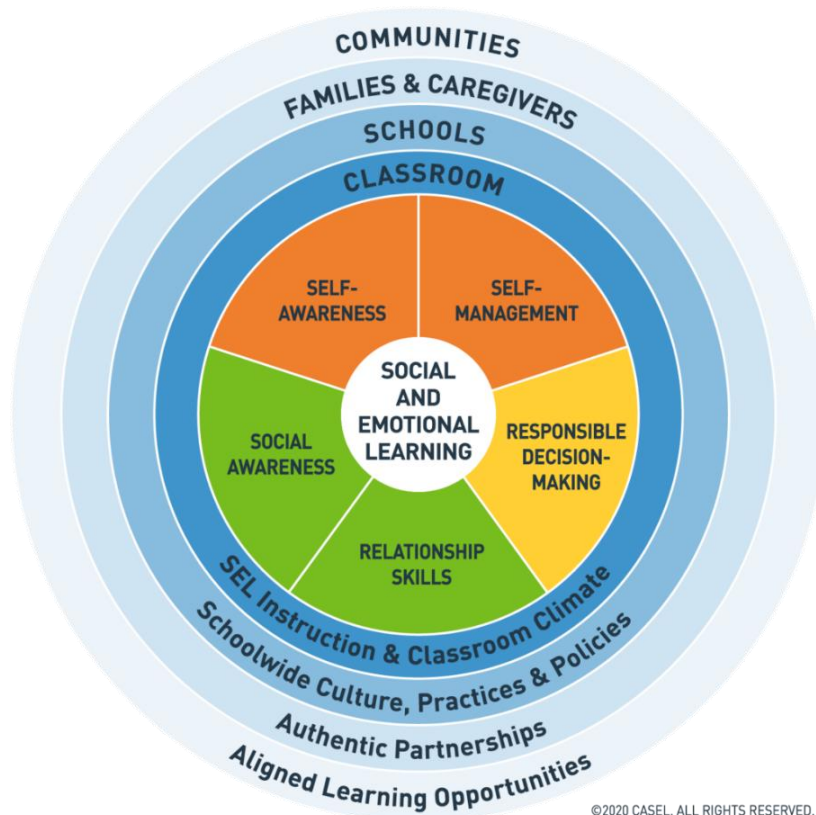 COMMUNITIES
FAMILIES & CAREGIVERS
SCHOOLS
CLASSROOM
SELF-
AWARENESS
SELF-
MANAGEMENT
SOCIAL
AND
EMOTIONAL
LEARNING
SOCIAL
AWARENESS
RESPONSIBLE
DECISION-
MAKING
RELATIONSHIP
SKILLS
SEL Instruction & Classroom Climate
Schoolwide Culture, Practices & Policies
Authentic Partnerships
Aligned Learning Opportunities
©2020 CASEL. ALL RIGHTS RESERVED.